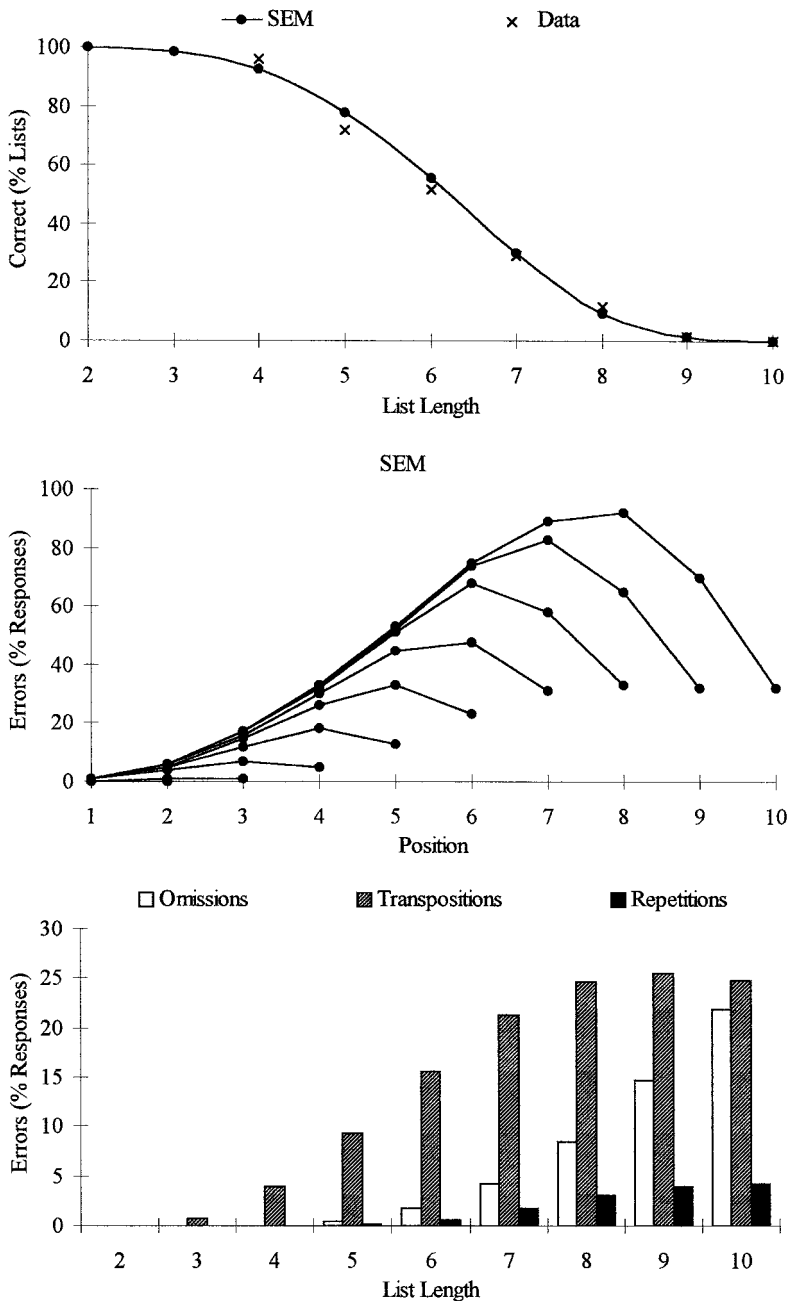 SEM Data
100
80
60
40
20
0
Correct (% Lists)
2 3 4 5 6 7 8 9 10
List Length
SEM
100
80
60
40
20
0
Errors (% Responses)
1 2 3 4 5 6 7 8 9 10
Position
Omissions Transpositions Repetitions
30
25
20
15
10
5
0
Errors (% Responses)
2 3 4 5 6 7 8 9 10
List Length